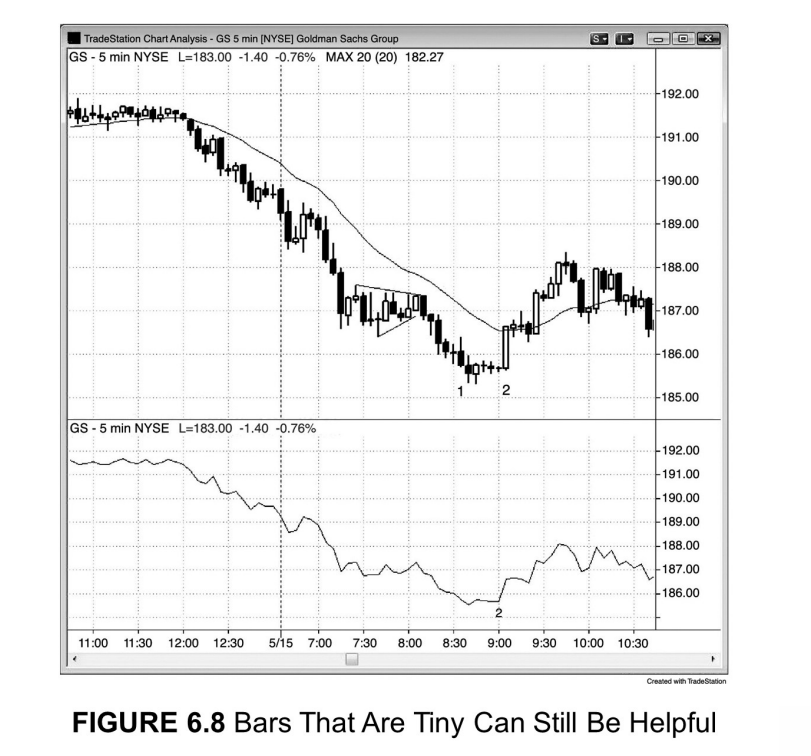 TradeStation Chart Analysis - GS 5 min [NYSE] Goldman Sachs Group
S
I
GS - 5 min NYSE L=183.00 -1.40 -0.76% MAX 20 (20) 182.27
192.00
191.00
190.00
189.00
188.00
187.00
186.00
185.00
1
2
GS - 5 min NYSE L=183.00 -1.40 -0.76%
192.00
191.00
190.00
189.00
188.00
187.00
186.00
2
11:00 11:30 12:00 12:30 5/15 7:00 7:30 8:00 8:30 9:00 9:30 10:00 10:30
Created with TradeStation
FIGURE 6.8 Bars That Are Tiny Can Still Be Helpful